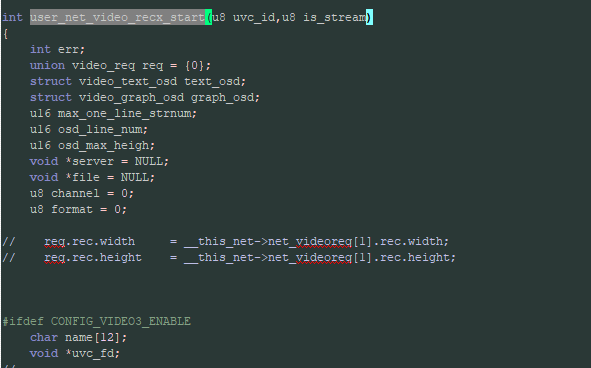 int user_net_video_recx_start(u8 uvc_id,u8 is_stream)
{
    int err;
    union video_req req = {0};
    struct video_text_osd text_osd;
    struct video_graph_osd graph_osd;
    u16 max_one_line_strnum;
    u16 osd_line_num;
    u16 osd_max_heigh;
    void *server = NULL;
    void *file = NULL;
    u8 channel = 0;
    u8 format = 0;
//    req.rec.width     = __this_net->net_videoreq[1].rec.width;
//    req.rec.height    = __this_net->net_videoreq[1].rec.height;
#ifdef CONFIG_VIDEO3_ENABLE
    char name[12];
    void *uvc_fd;
//